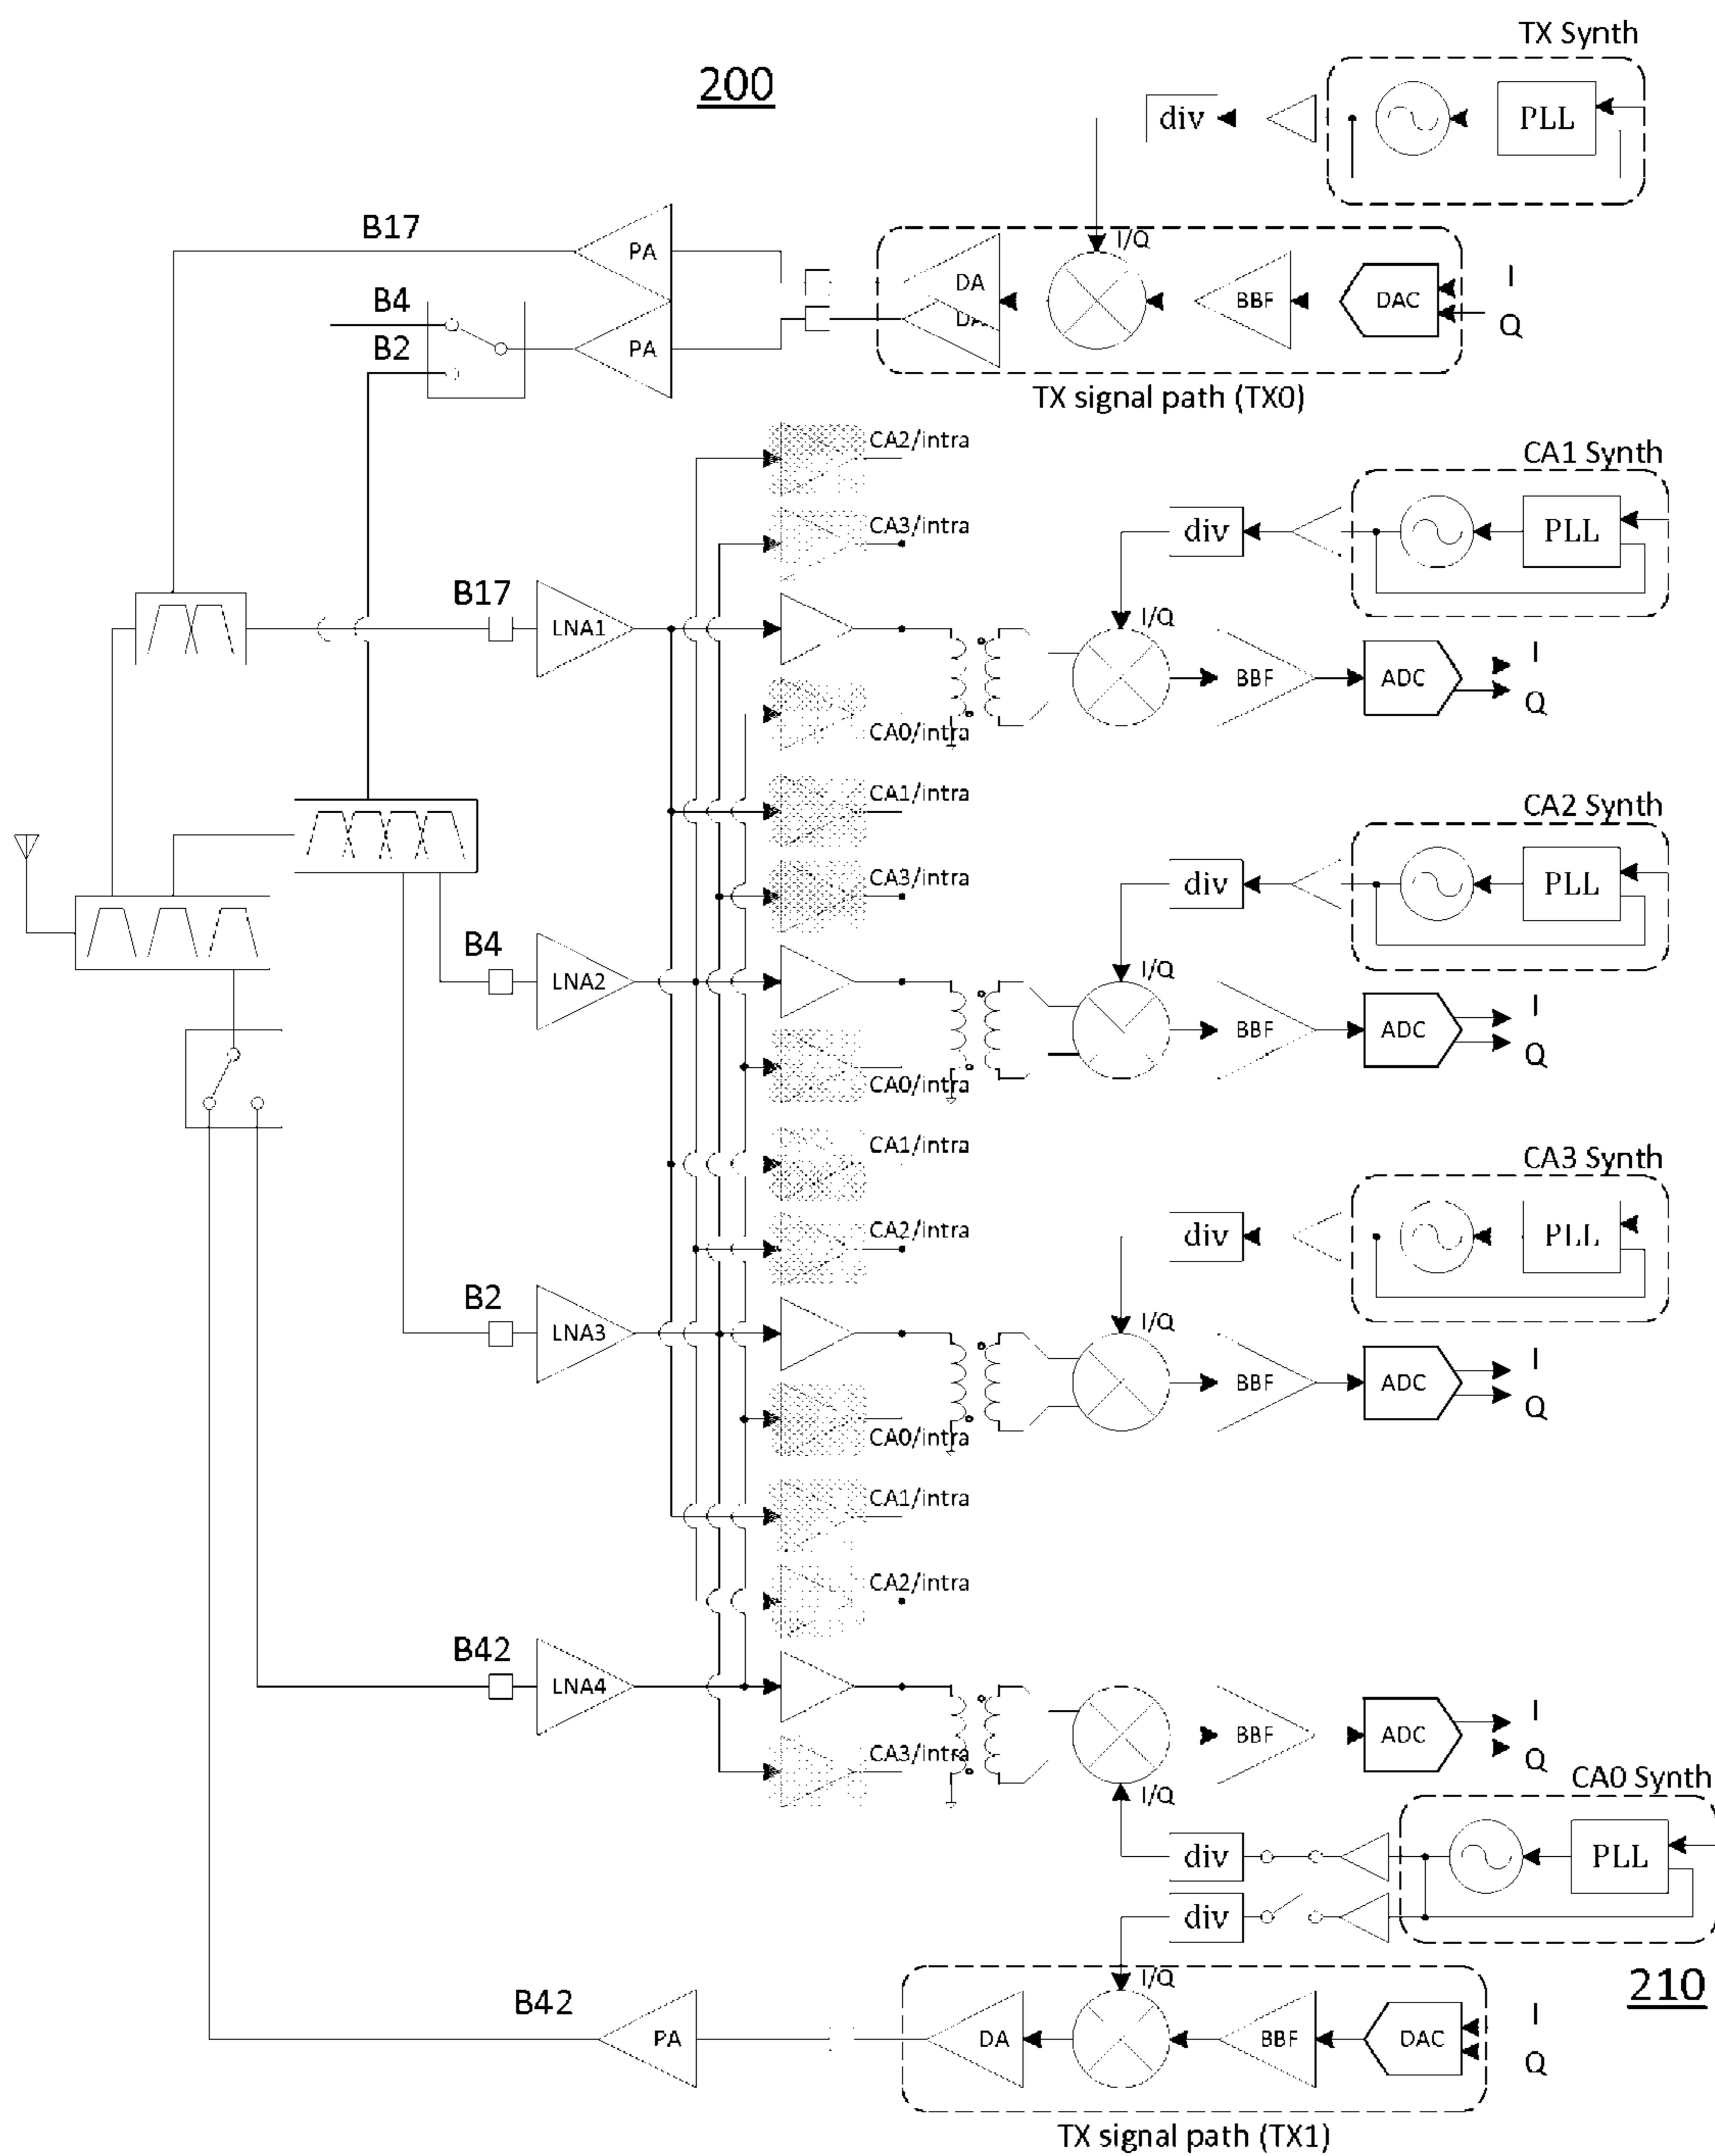 TX Synth
200
div
PLL
B17
PA
I/Q
DA
BBF
DAC
I
B4
DA
Q
B2
PA
TX signal path (TX0)
CA2/intra
CA1 Synth
CA3/intra
div
PLL
B17
LNA1
I/Q
BBF
ADC
I
Q
CA0/intra
CA1/intra
CA2 Synth
CA3/intra
div
PLL
B4
LNA2
I/Q
BBF
ADC
I
Q
CA0/intra
CA1/intra
CA3 Synth
CA2/intra
div
PLL
B2
LNA3
I/Q
BBF
ADC
I
Q
CA0/intra
CA1/intra
CA2/intra
B42
LNA4
BBF
ADC
I
Q
CA3/intra
CA0 Synth
I/Q
div
PLL
div
I/Q
210
B42
PA
DA
BBF
DAC
I
Q
TX signal path (TX1)